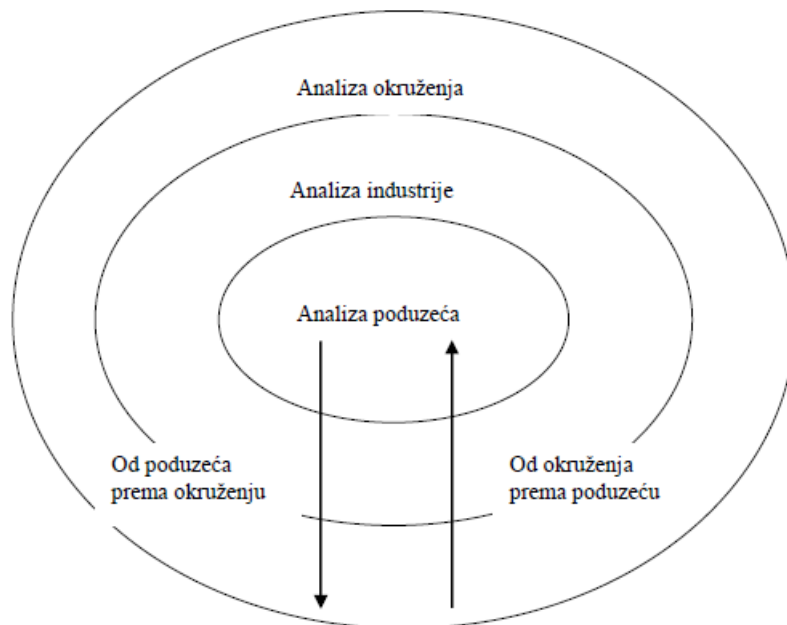 Analiza okruženja
Analiza industrije
Analiza poduzeća
Od poduzeća
prema okruženju
Od okruženja
prema poduzeću